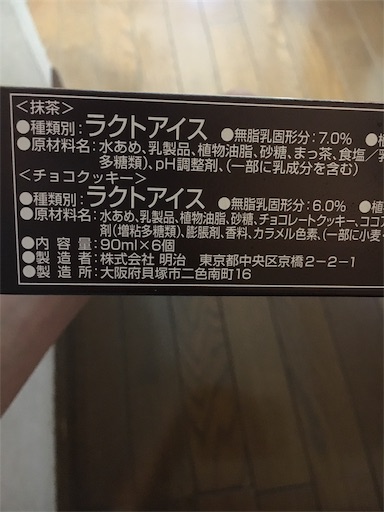 ＜抹茶＞
●種類別：ラクトアイス ●無脂乳固形分：7.0% ●植
●原材料名：水あめ、乳製品、植物油脂、砂糖、まっ茶、食塩／乳
多糖類）、pH調整剤、（一部に乳成分を含む）
＜チョコクッキー＞
●種類別：ラクトアイス ●無脂乳固形分：6.0% ●植
●原材料名：水あめ、乳製品、植物油脂、砂糖、チョコレートクッキー、ココア
剤（増粘多糖類）、膨脹剤、香料、カラメル色素、（一部に小麦・
●内容量：90ml×6個
●製造者：株式会社 明治 東京都中央区京橋2－2－1
●製造所：大阪府貝塚市二色南町16